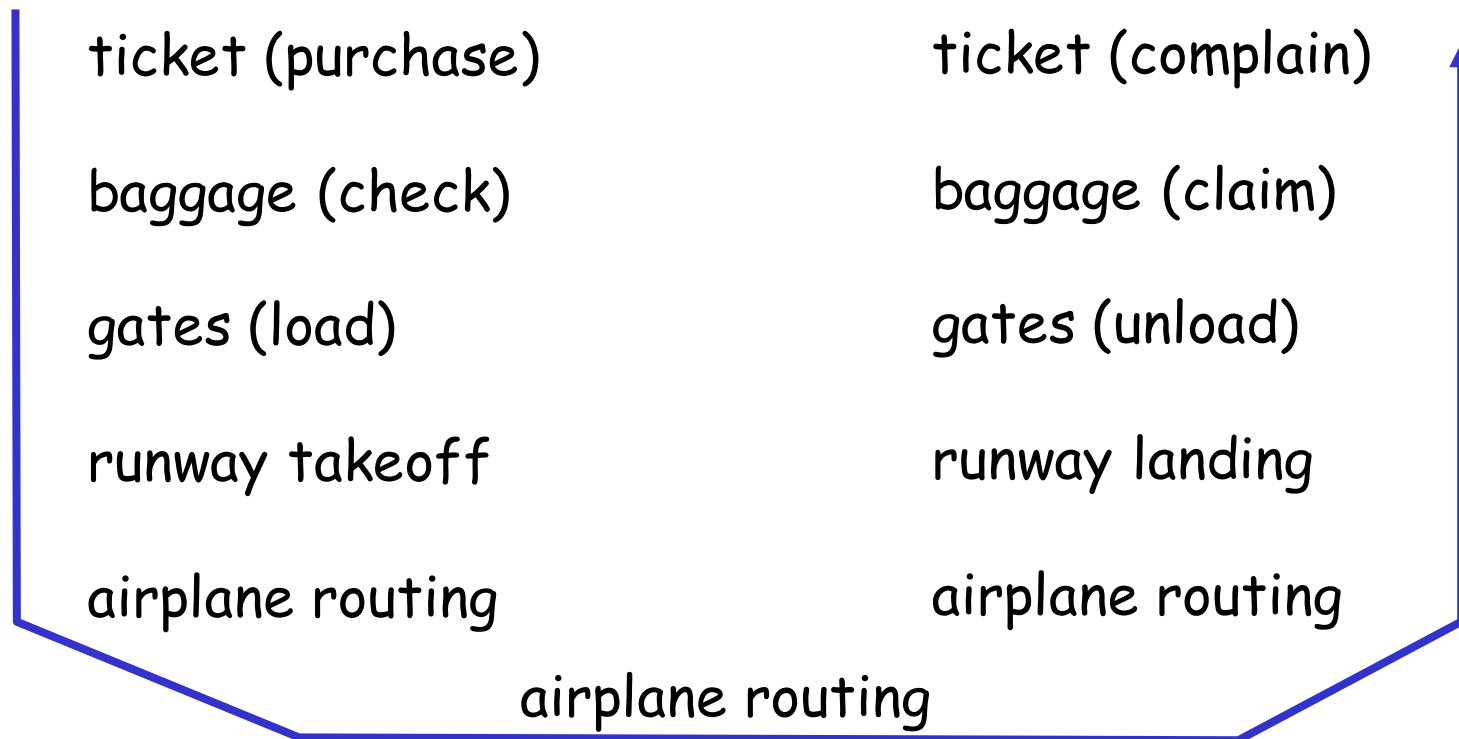 ticket (purchase)
baggage (check)
gates (load)
runway takeoff
airplane routing
ticket (complain)
baggage (claim)
gates (unload)
runway landing
airplane routing
airplane routing